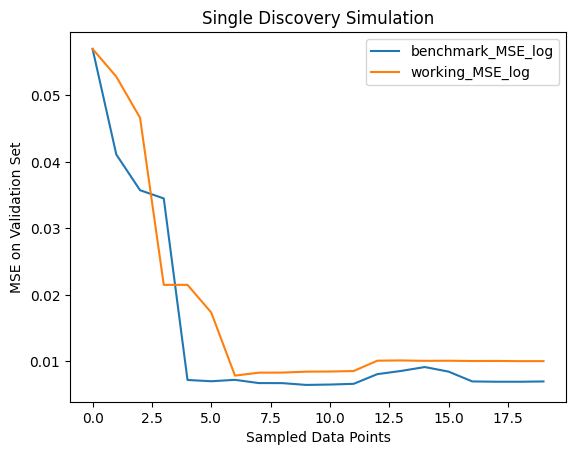 Single Discovery Simulation
benchmark_MSE_log
working_MSE_log
MSE on Validation Set
0.05
0.04
0.03
0.02
0.01
0.0 2.5 5.0 7.5 10.0 12.5 15.0 17.5
Sampled Data Points